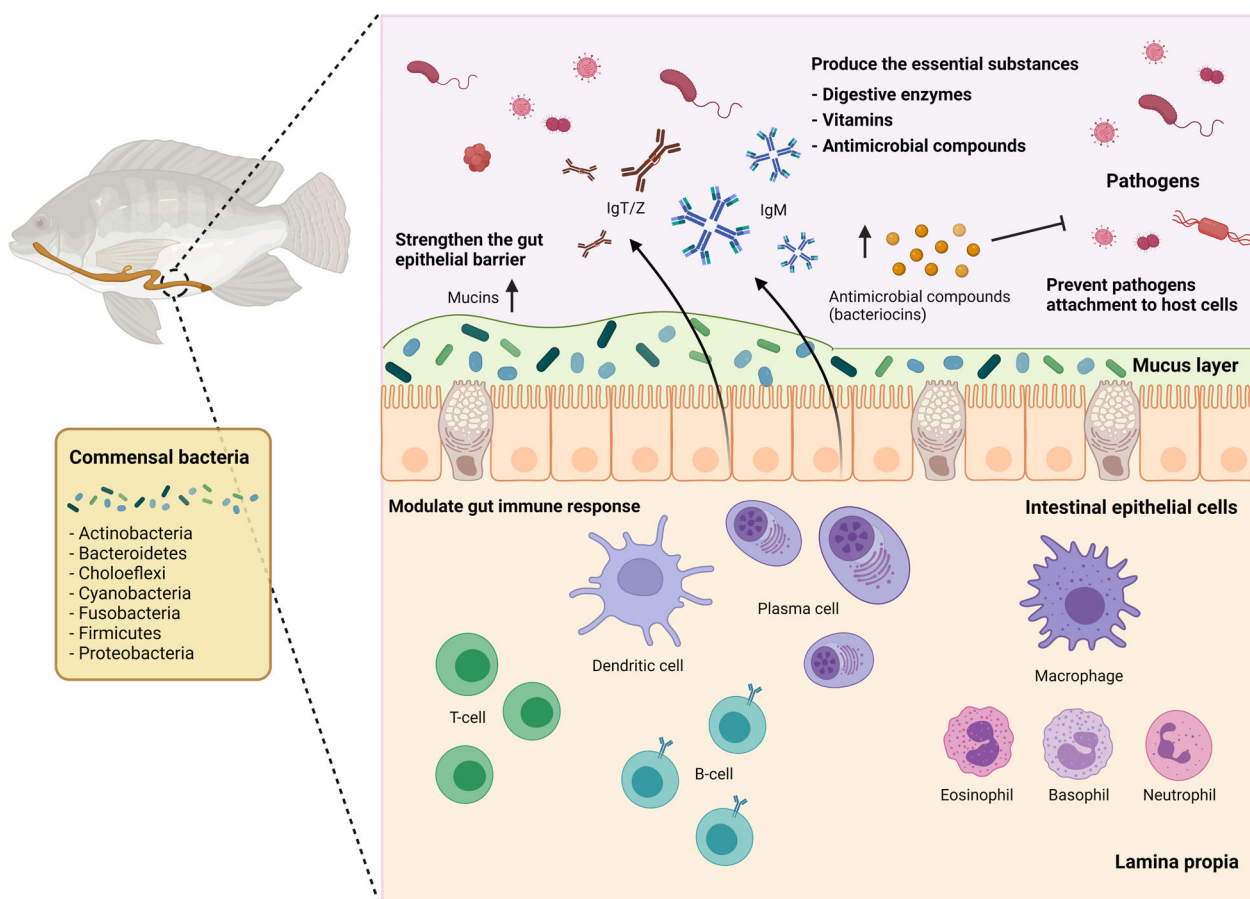 Commensal bacteria
- Actinobacteria
- Bacteroidetes
- Choloeflexi
- Cyanobacteria
- Fusobacteria
- Firmicutes
- Proteobacteria
Produce the essential substances
- Digestive enzymes
- Vitamins
- Antimicrobial compounds
Pathogens
IgT/Z
IgM
Strengthen the gut
epithelial barrier
Mucins
Antimicrobial compounds
(bacteriocins)
Prevent pathogens
attachment to host cells
Mucus layer
Modulate gut immune response
Intestinal epithelial cells
Plasma cell
Dendritic cell
Macrophage
T-cell
B-cell
Eosinophil
Basophil
Neutrophil
Lamina propia